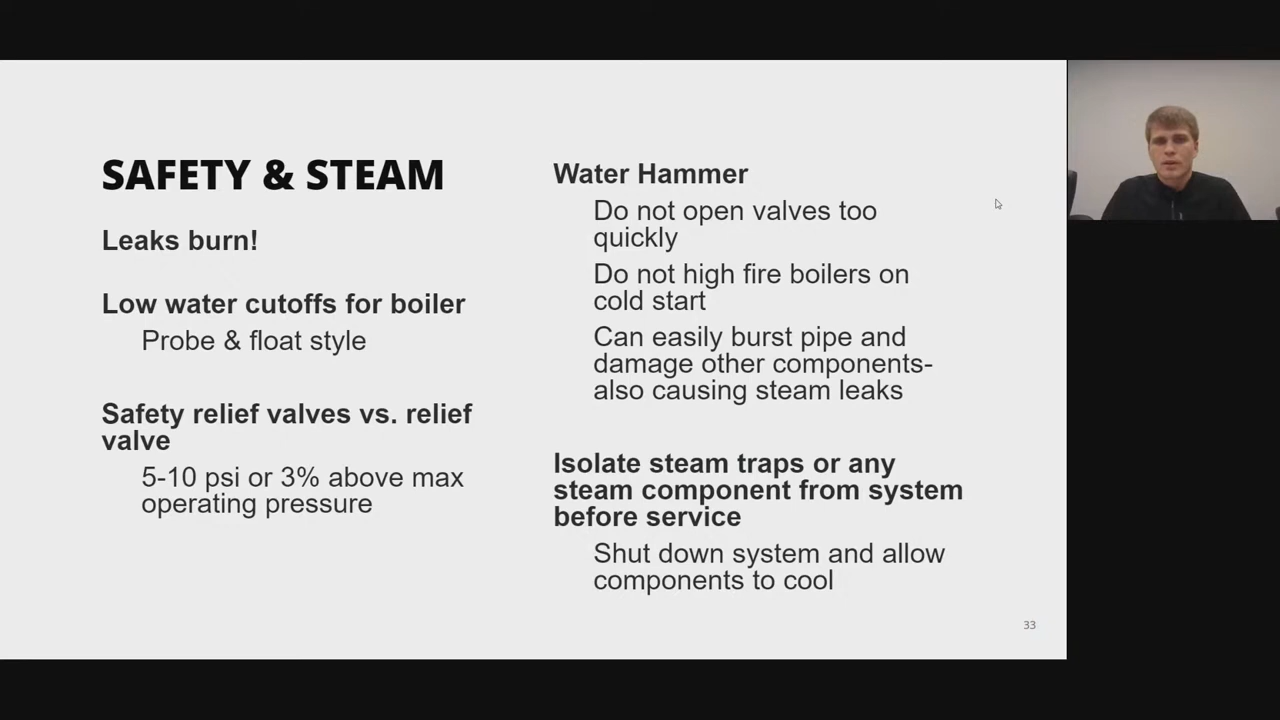 SAFETY & STEAM
Leaks burn!
Low water cutoffs for boiler
Probe & float style
Safety relief valves vs. relief
valve
5-10 psi or 3% above max
operating pressure
Water Hammer
Do not open valves too
quickly
Do not high fire boilers on
cold start
Can easily burst pipe and
damage other components-
also causing steam leaks
Isolate steam traps or any
steam component from system
before service
Shut down system and allow
components to cool
33